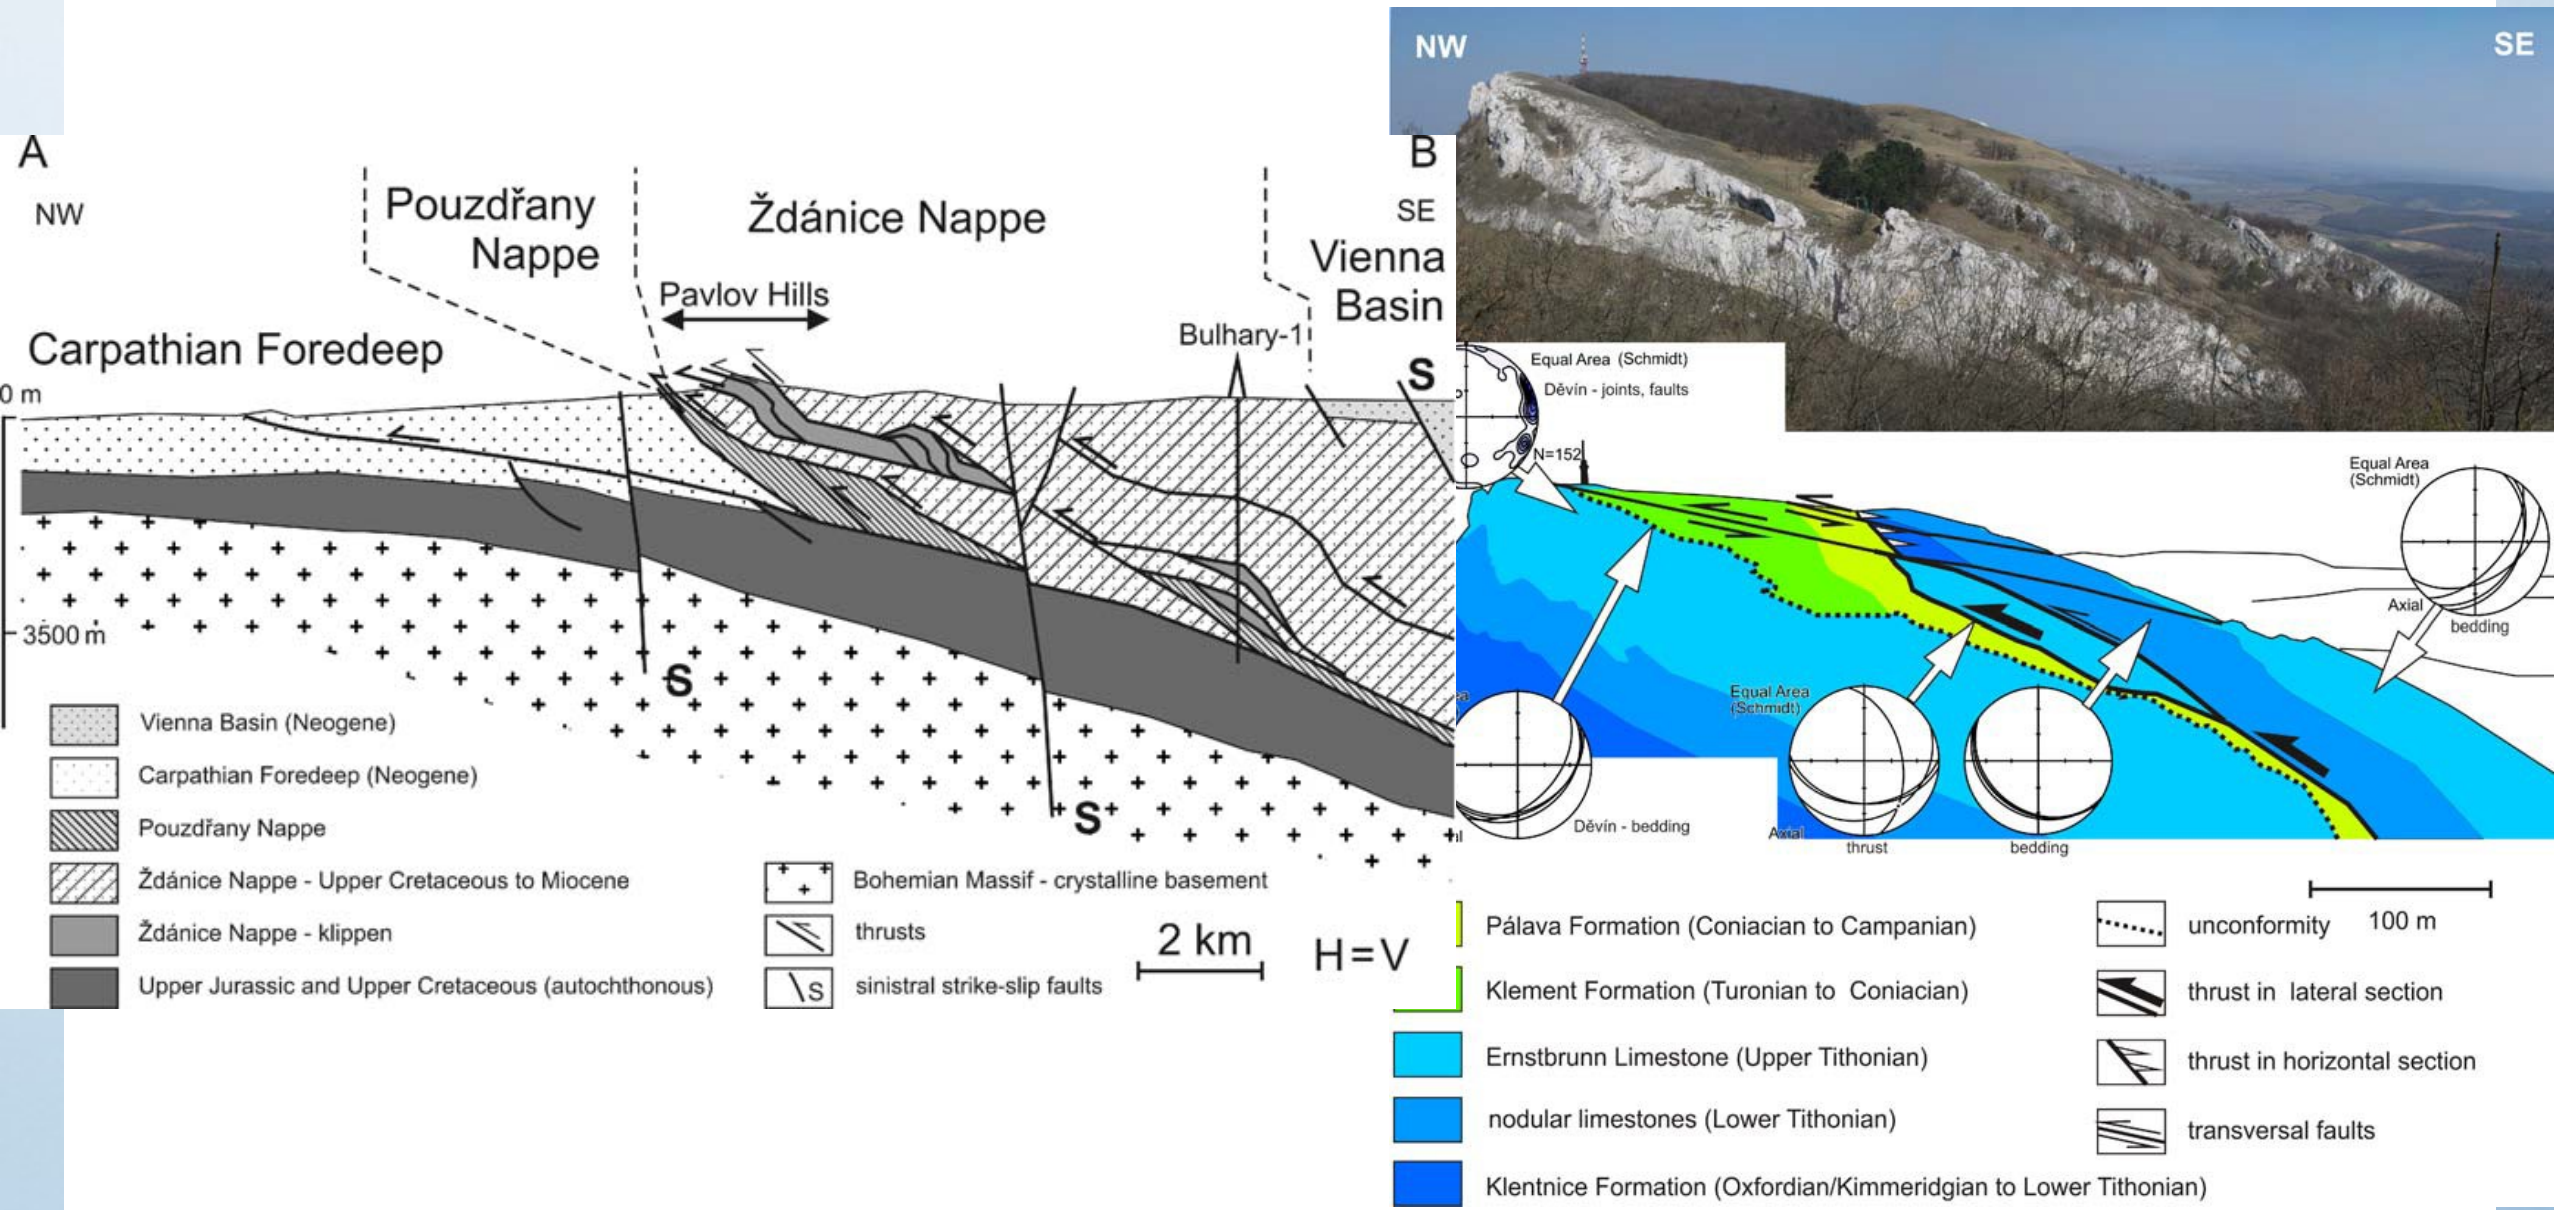 A
NW
Pouzdřany
Nappe
Ždánice Nappe
B
SE
Vienna
Basin
Pavlov Hills
Bulhary-1
Carpathian Foredeep
S
0 m
3500 m
S
S
Vienna Basin (Neogene)
Carpathian Foredeep (Neogene)
Pouzdřany Nappe
Ždánice Nappe - Upper Cretaceous to Miocene
Ždánice Nappe - klippen
Upper Jurassic and Upper Cretaceous (autochthonous)
Bohemian Massif - crystalline basement
thrusts
S
sinistral strike-slip faults
2 km
H=V
NW
SE
Equal Area (Schmidt)
Děvín - joints, faults
N=152
Equal Area
(Schmidt)
Axial
bedding
Děvín - bedding
Equal Area
(Schmidt)
Axial
thrust
bedding
100 m
Pálava Formation (Coniacian to Campanian)
Klement Formation (Turonian to Coniacian)
Ernstbrunn Limestone (Upper Tithonian)
nodular limestones (Lower Tithonian)
Klentnice Formation (Oxfordian/Kimmeridgian to Lower Tithonian)
unconformity
thrust in lateral section
thrust in horizontal section
transversal faults